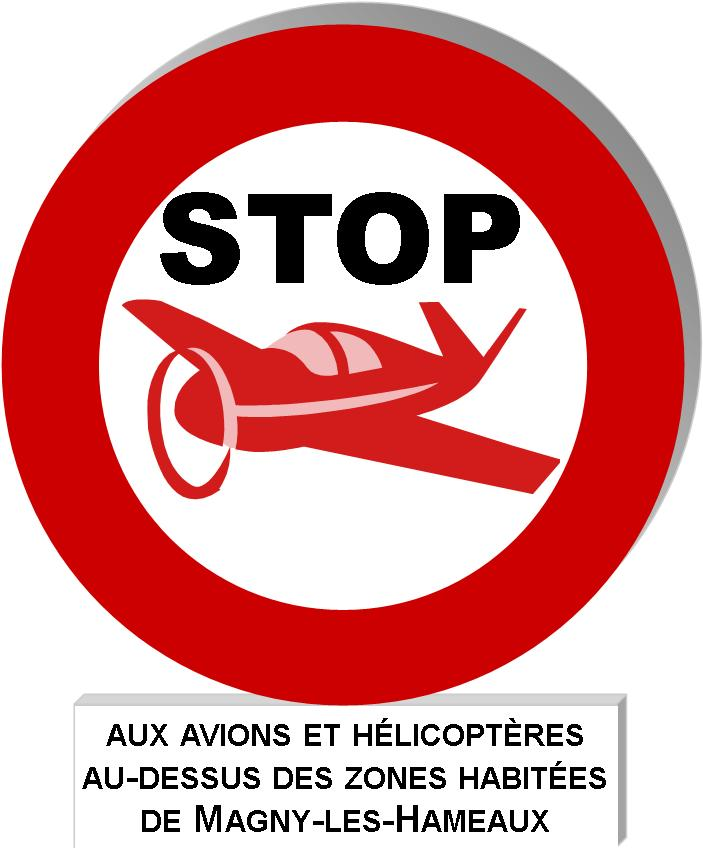 STOP
AUX AVIONS ET HÉLICOPTÈRES
AU-DESSUS DES ZONES HABITÉES
DE MAGNY-LES-HAMEAUX